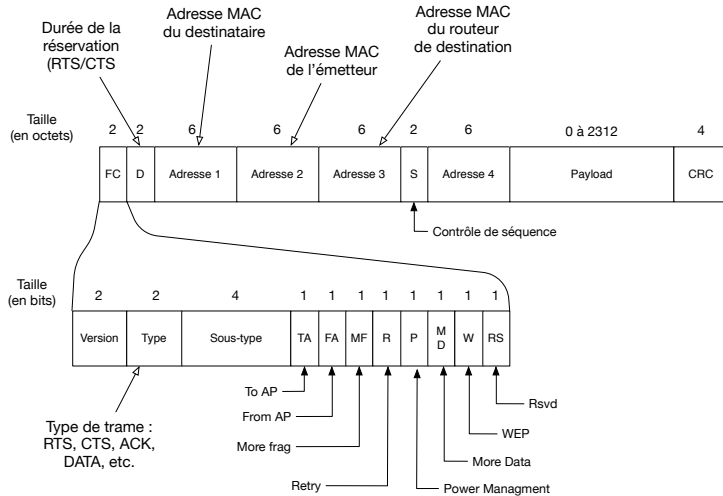 Durée de la
réservation
(RTS/CTS
Adresse MAC
du destinataire
Adresse MAC
de l'émetteur
Adresse MAC
du routeur
de destination
Taille
(en octets)
2 2 6 6 6 2 6 0 à 2312 4
FC D Adresse 1 Adresse 2 Adresse 3 S Adresse 4 Payload CRC
Contrôle de séquence
Taille
(en bits)
2 2 4 1 1 1 1 1 1 1 1
Version Type Sous-type TA FA MF R P M D W RS
To AP
From AP
More frag
Retry
Rsvd
WEP
More Data
Power Managment
Type de trame :
RTS, CTS, ACK,
DATA, etc.